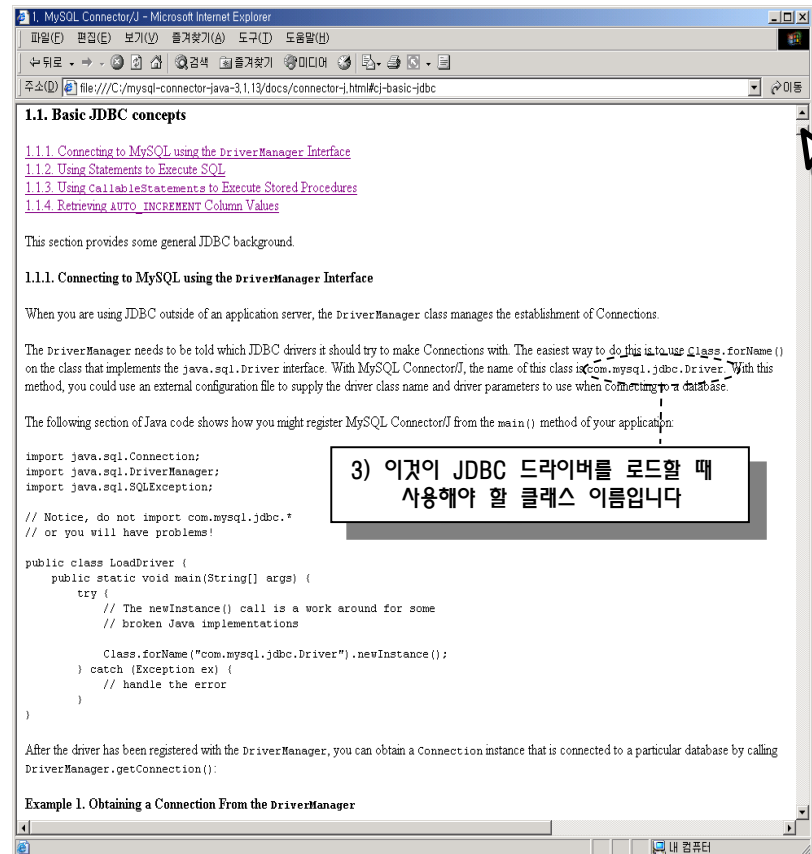 1. MySQL Connector/J - Microsoft Internet Explorer
파일(F) 편집(E) 보기(V) 즐겨찾기(A) 도구(T) 도움말(H)
뒤로 검색 즐겨찾기 미디어
주소(D) file:///C:/mysql-connector-java-3,1,13/docs/connector-j.html#cj-basic-jdbc 이동
1.1. Basic JDBC concepts
1.1.1. Connecting to MySQL using the DriverManager Interface
1.1.2. Using Statements to Execute SQL
1.1.3. Using CallableStatements to Execute Stored Procedures
1.1.4. Retrieving AUTO_INCREMENT Column Values
This section provides some general JDBC background.
1.1.1. Connecting to MySQL using the DriverManager Interface
When you are using JDBC outside of an application server, the DriverManager class manages the establishment of Connections.
The DriverManager needs to be told which JDBC drivers it should try to make Connections with. The easiest way to do this is to use Class.forName()
on the class that implements the java.sql.Driver interface. With MySQL Connector/J, the name of this class is com.mysql.jdbc.Driver. With this
method, you could use an external configuration file to supply the driver class name and driver parameters to use when connecting to a database.
The following section of Java code shows how you might register MySQL Connector/J from the main() method of your application:
import java.sql.Connection;
import java.sql.DriverManager;
import java.sql.SQLException;
3) 이것이 JDBC 드라이버를 로드할 때
사용해야 할 클래스 이름입니다
// Notice, do not import com.mysql.jdbc.*
// or you will have problems!
public class LoadDriver {
public static void main(String[] args) {
try {
// The newInstance() call is a work around for some
// broken Java implementations
Class.forName("com.mysql.jdbc.Driver").newInstance();
} catch (Exception ex) {
// handle the error
}
}
After the driver has been registered with the DriverManager, you can obtain a Connection instance that is connected to a particular database by calling
DriverManager.getConnection():
Example 1. Obtaining a Connection From the DriverManager
내 컴퓨터